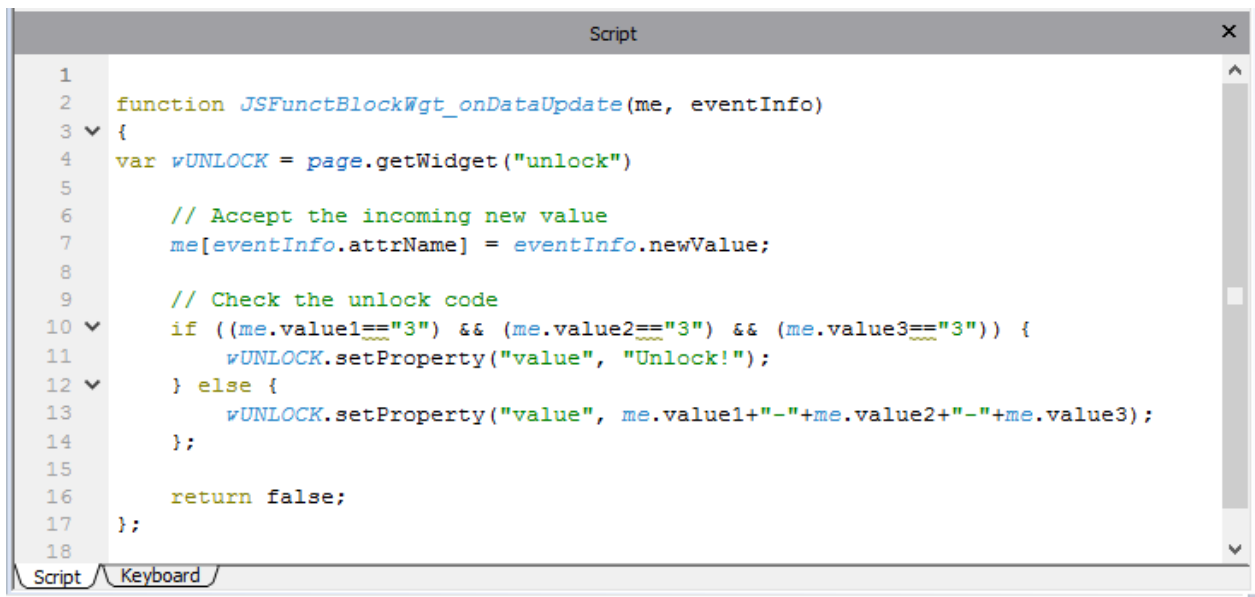 Script
1
2 function JSFunctBlockWgt_onDataUpdate(me, eventInfo)
3 {
4 var wUNLOCK = page.getWidget("unlock")
5
6 // Accept the incoming new value
7 me[eventInfo.attrName] = eventInfo.newValue;
8
9 // Check the unlock code
10 if ((me.value1=="3") && (me.value2=="3") && (me.value3=="3")) {
11 wUNLOCK.setProperty("value", "Unlock!");
12 } else {
13 wUNLOCK.setProperty("value", me.value1+"-"+me.value2+"-"+me.value3);
14 };
15
16 return false;
17 };
18
Script Keyboard